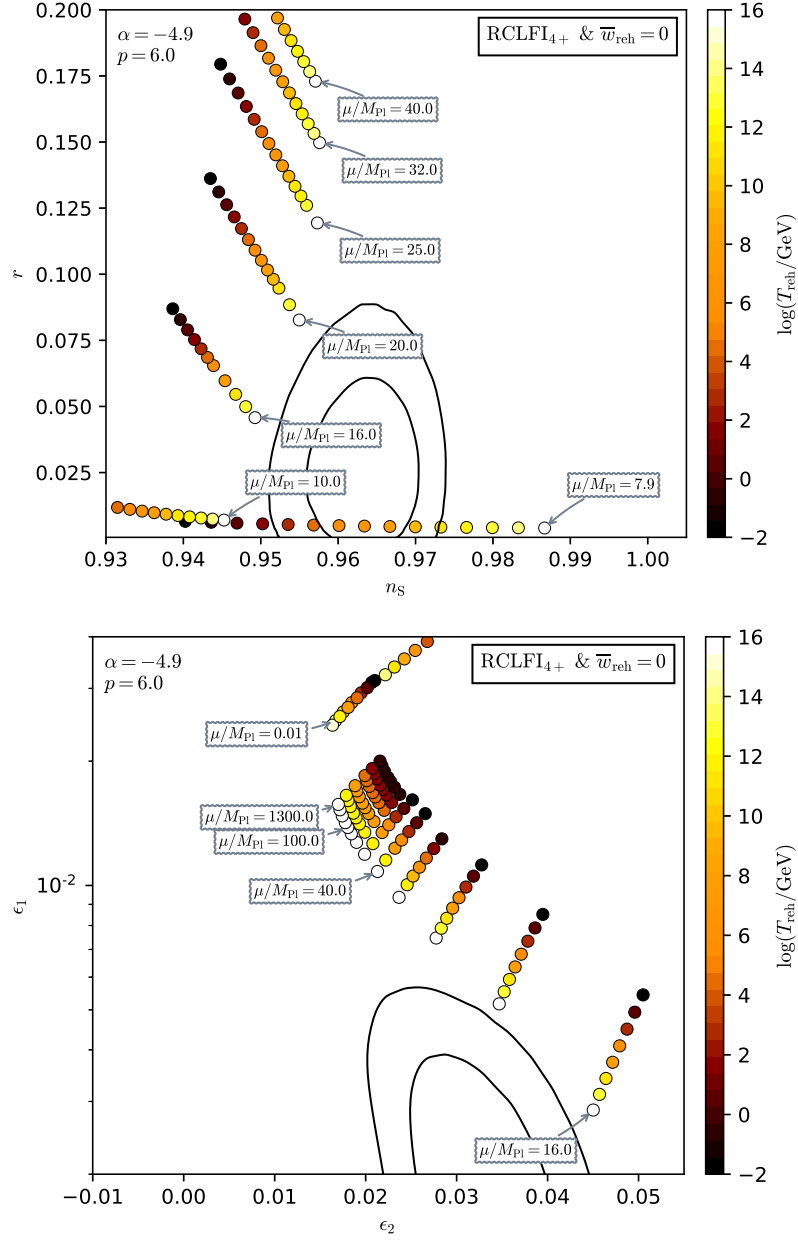 α = −4.9
p = 6.0
RCLFI4+ & w̅reh = 0
μ/MPl = 40.0
μ/MPl = 32.0
μ/MPl = 25.0
μ/MPl = 20.0
μ/MPl = 16.0
μ/MPl = 10.0
μ/MPl = 7.9
0.200
0.175
0.150
0.125
0.100
0.075
0.050
0.025
r
0.93 0.94 0.95 0.96 0.97 0.98 0.99 1.00
nS
16
14
12
10
8
6
4
2
0
−2
log(Treh/GeV)
α = −4.9
p = 6.0
RCLFI4+ & w̅reh = 0
μ/MPl = 0.01
μ/MPl = 1300.0
μ/MPl = 100.0
μ/MPl = 40.0
μ/MPl = 16.0
10−2
ϵ1
−0.01 0.00 0.01 0.02 0.03 0.04 0.05
ϵ2
16
14
12
10
8
6
4
2
0
−2
log(Treh/GeV)